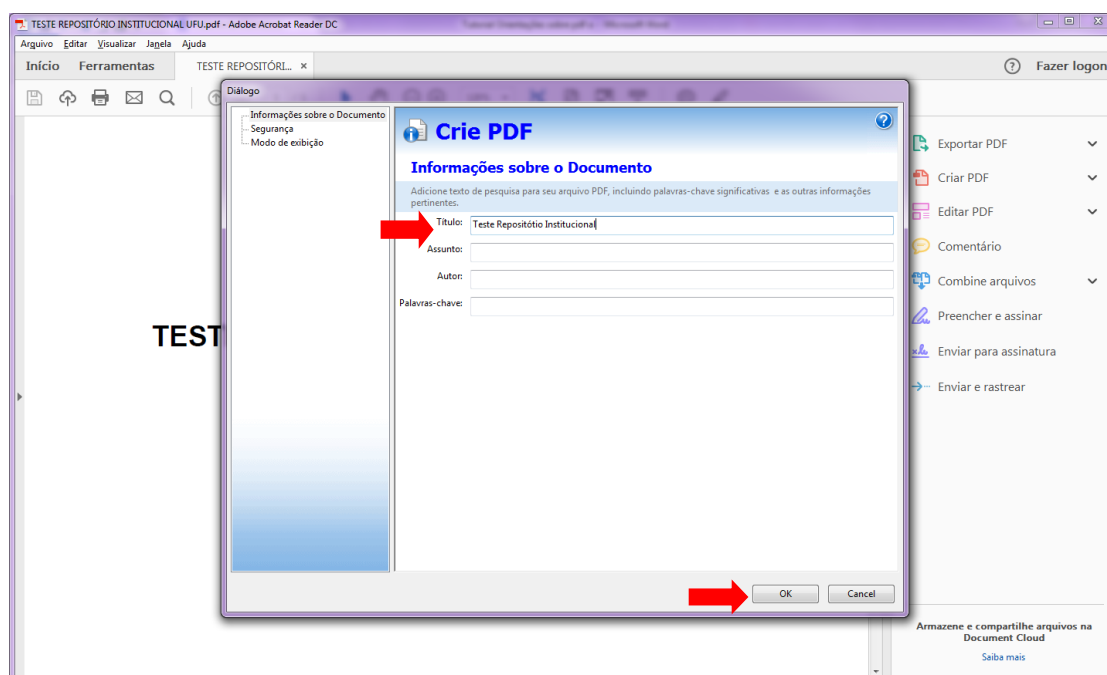 TESTE REPOSITÓRIO INSTITUCIONAL UFU.pdf - Adobe Acrobat Reader DC
Arquivo Editar Visualizar Janela Ajuda
Início Ferramentas TESTE REPOSITÓRI... × ? Fazer logon
Diálogo
Informações sobre o Documento
Segurança
Modo de exibição
Crie PDF
?
Informações sobre o Documento
Adicione texto de pesquisa para seu arquivo PDF, incluindo palavras-chave significativas e as outras informações
pertinentes.
Título: Teste Repositótio Institucional
Assunto:
Autor:
Palavras-chave:
OK Cancel
TEST
Exportar PDF
Criar PDF
Editar PDF
Comentário
Combine arquivos
Preencher e assinar
Enviar para assinatura
Enviar e rastrear
Armazene e compartilhe arquivos na
Document Cloud
Saiba mais